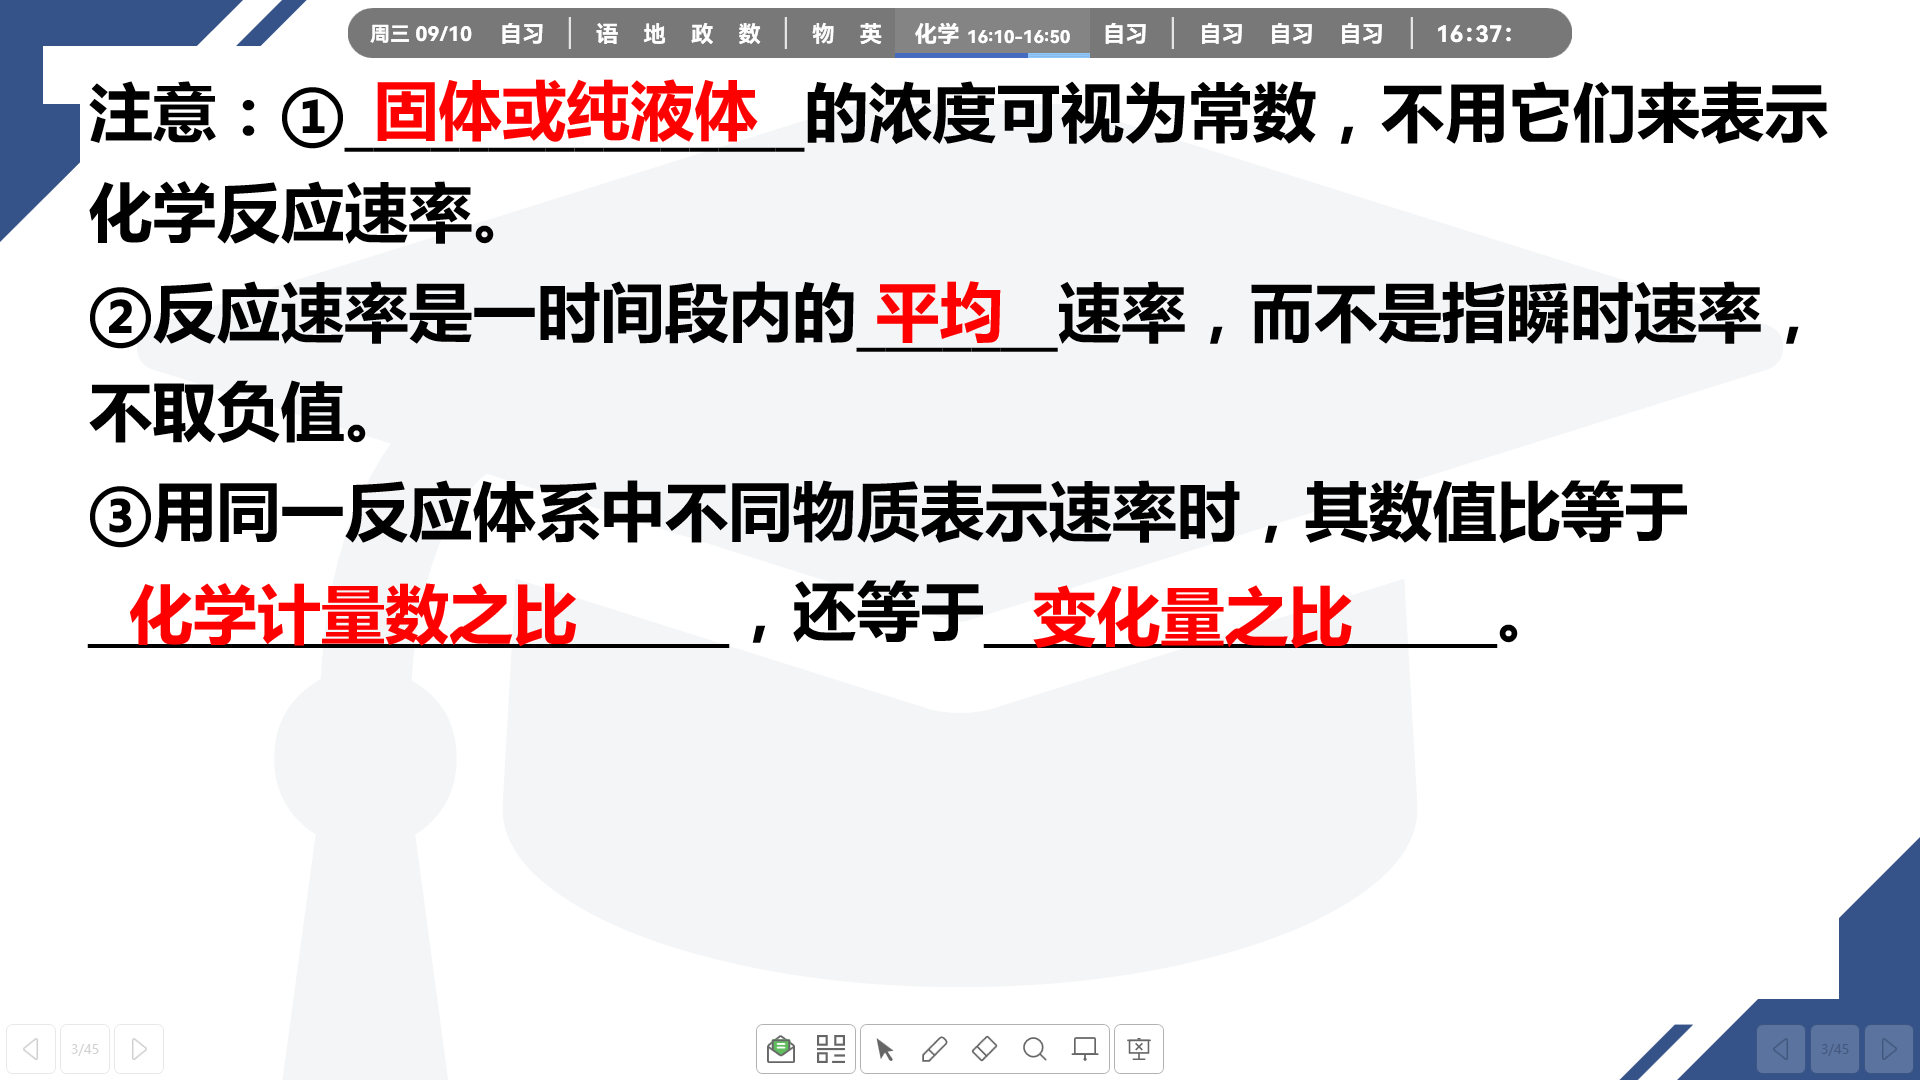 周三 09/10 自习 | 语 地 政 数 | 物 英 化学 16:10-16:50 自习 | 自习 自习 自习 | 16:37:
注意：①固体或纯液体的浓度可视为常数，不用它们来表示
化学反应速率。
②反应速率是一时间段内的平均速率，而不是指瞬时速率，
不取负值。
③用同一反应体系中不同物质表示速率时，其数值比等于
化学计量数之比，还等于变化量之比。
3/45
3/45